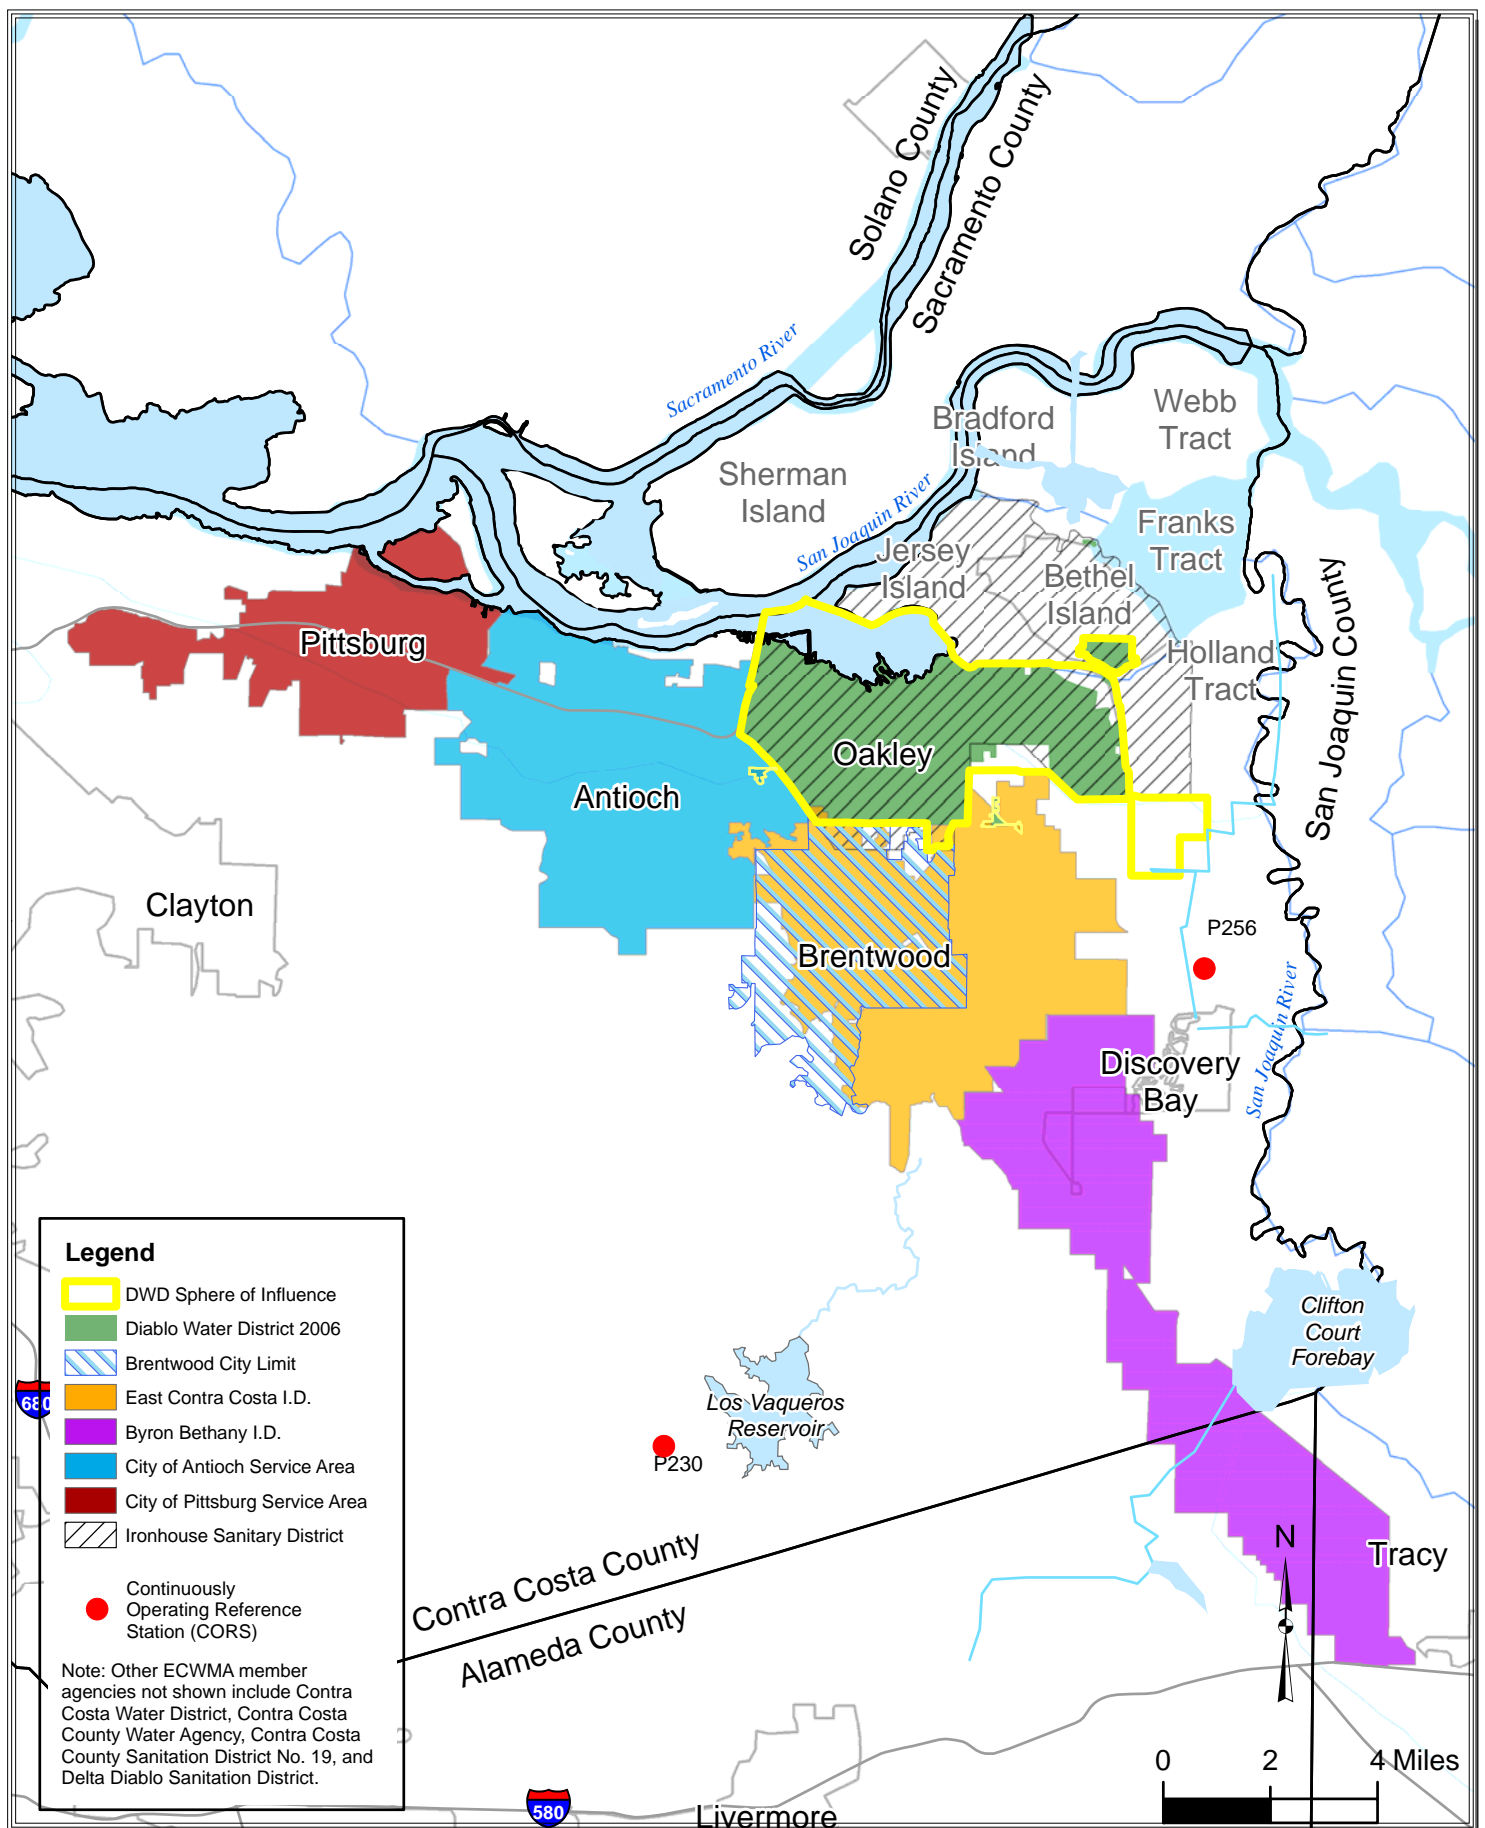 Solano County
Sacramento County
Sacramento River
Bradford
Island
Webb
Tract
Sherman
Island
San Joaquin River
Franks
Tract
Jersey
Island
Bethel
Island
San Joaquin County
Pittsburg
Holland
Tract
Oakley
Antioch
Clayton
P256
Brentwood
San Joaquin River
Discovery
Bay
Clifton
Court
Forebay
Los Vaqueros
Reservoir
P230
Contra Costa County
Alameda County
Tracy
N
680
Legend
DWD Sphere of Influence
Diablo Water District 2006
Brentwood City Limit
East Contra Costa I.D.
Byron Bethany I.D.
City of Antioch Service Area
City of Pittsburg Service Area
Ironhouse Sanitary District
Continuously
Operating Reference
Station (CORS)
Note: Other ECWMA member
agencies not shown include Contra
Costa Water District, Contra Costa
County Water Agency, Contra Costa
County Sanitation District No. 19, and
Delta Diablo Sanitation District.
0 2 4 Miles
580
Livermore